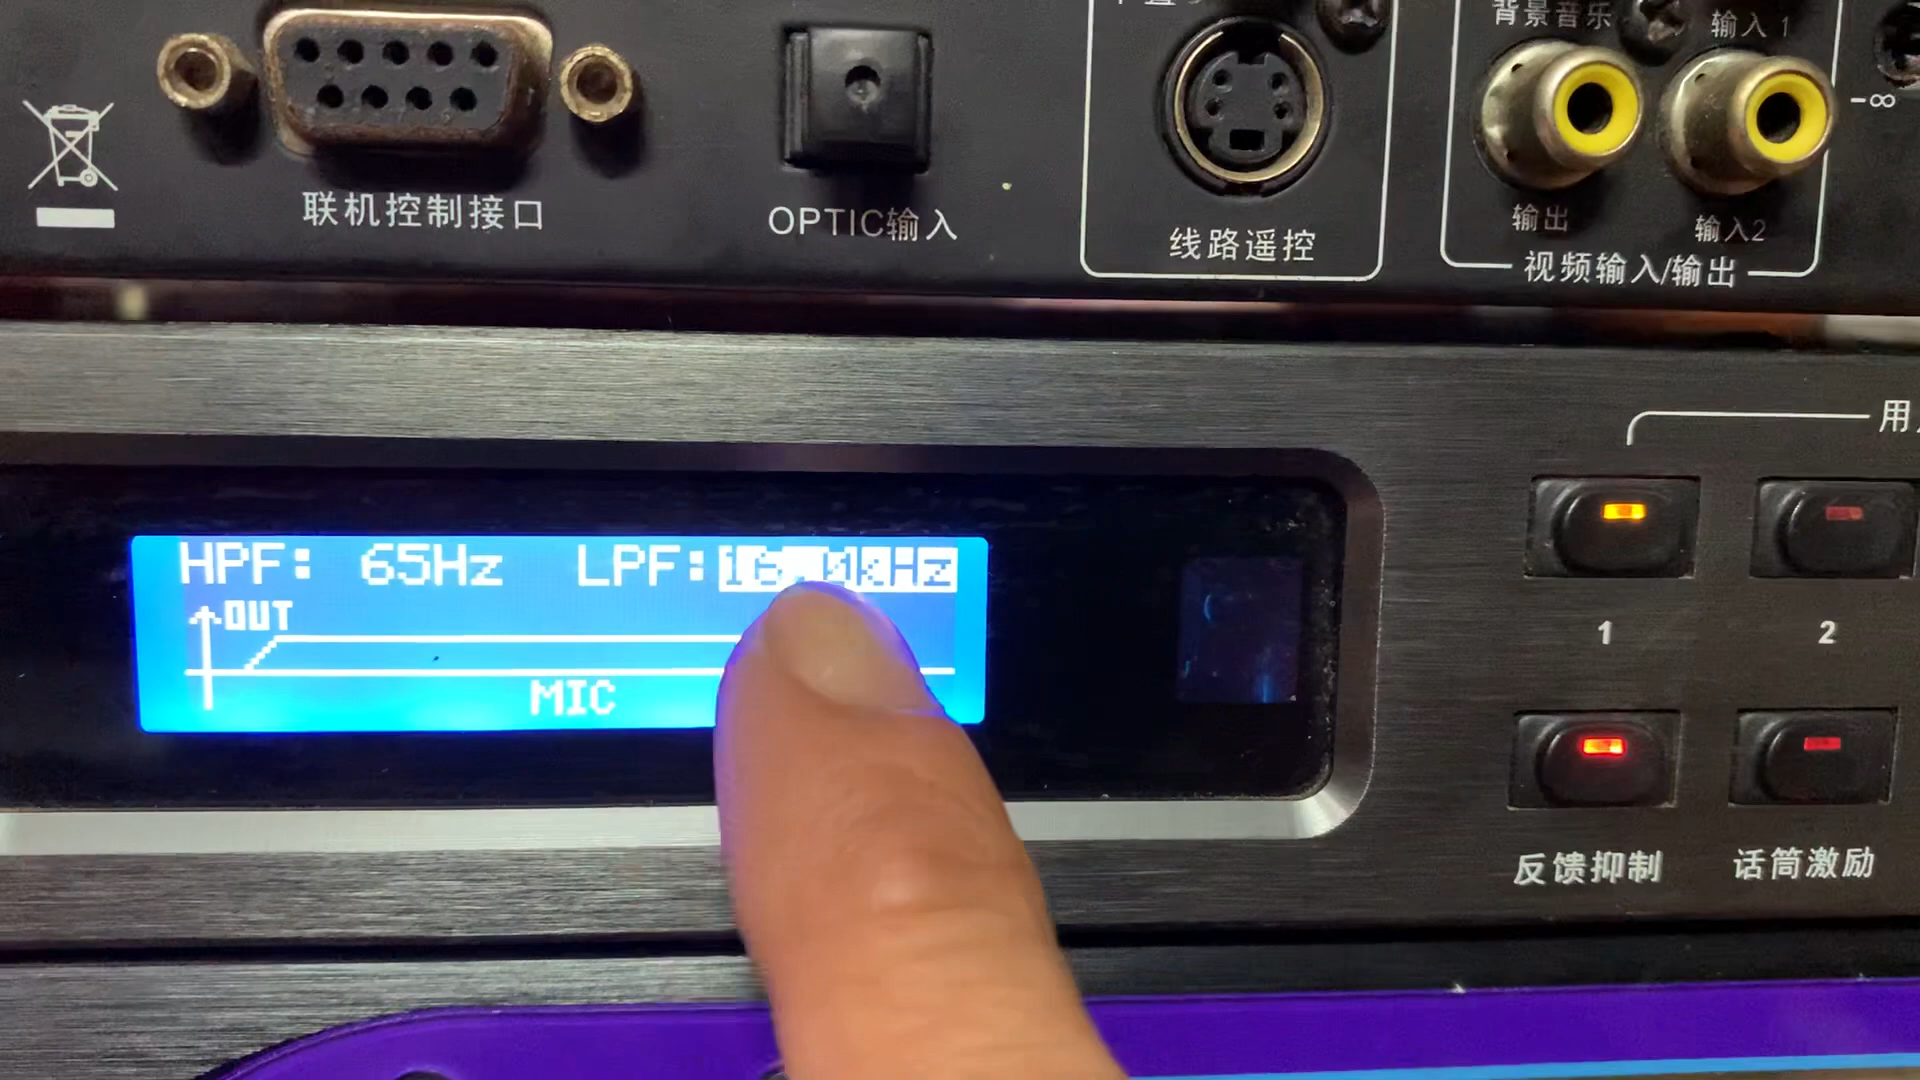 背景音乐
输入 1
-∞
联机控制接口
OPTIC输入
线路遥控
输出
输入2
视频输入/输出
用
HPF: 65Hz LPF:16.0kHz
OUT
MIC
1
2
反馈抑制
话筒激励